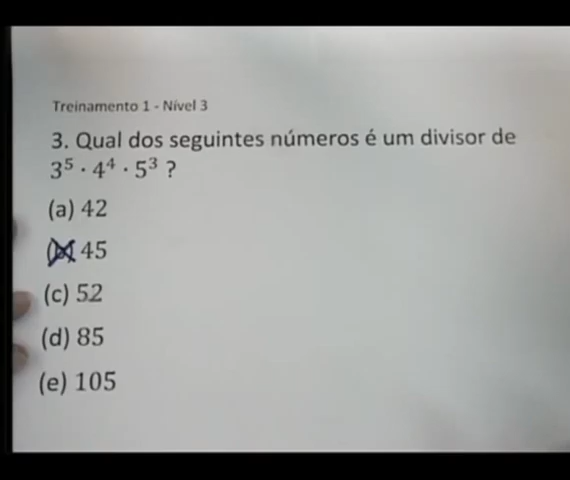 Treinamento 1 - Nível 3
3. Qual dos seguintes números é um divisor de
3⁵ · 4⁴ · 5³ ?
(a) 42
45
(c) 52
(d) 85
(e) 105